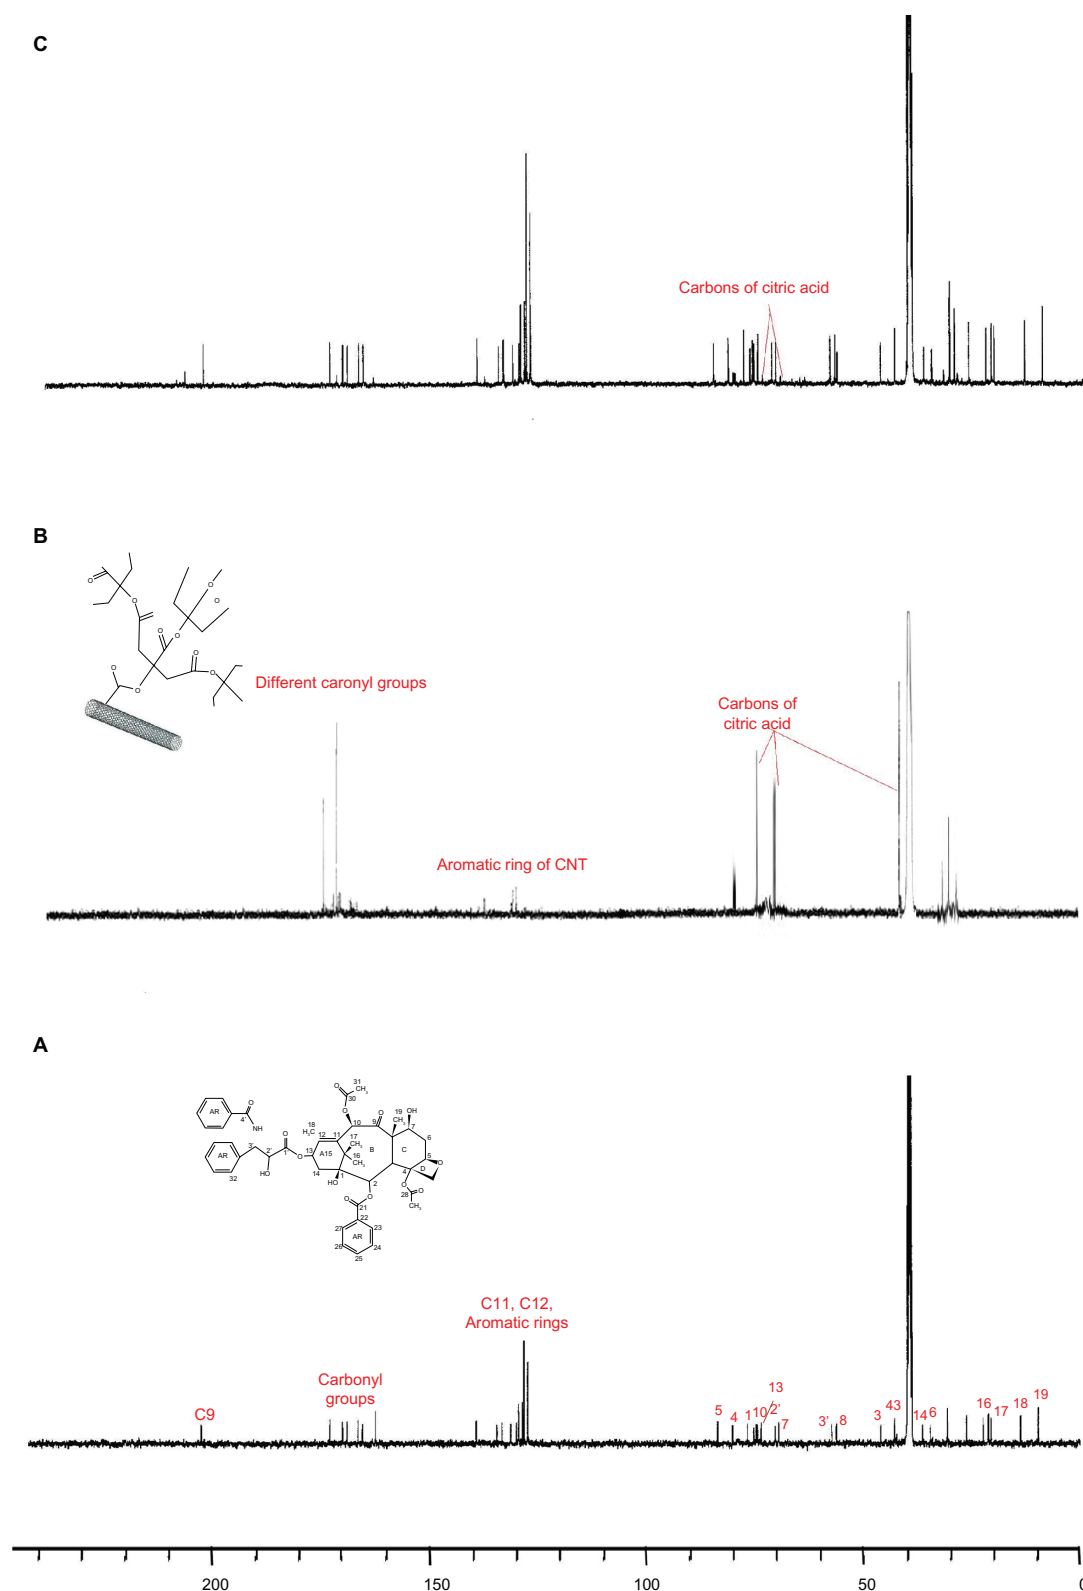 C
Carbons of citric acid
B
O
O
O
O
O
O
O
O
O
O
O
Different caronyl groups
Carbons of
citric acid
Aromatic ring of CNT
A
31
O
CH3
30
O
AR
O
4'
NH
18
H3C
10
9
O
19
CH3
OH
7
12
11
17
CH3
B
C
6
AR
3'
2'
O
1'
O
13
A15
16
CH3
5
O
32
OH
14
HO
1
2
4
D
O
28
O
CH3
O
O
21
22
27
23
AR
26
24
25
C11, C12,
Aromatic rings
Carbonyl
groups
C9
5
4
1
10
13
2'
7
3'
8
3
43
14
6
16
17
18
19
200
150
100
50
0